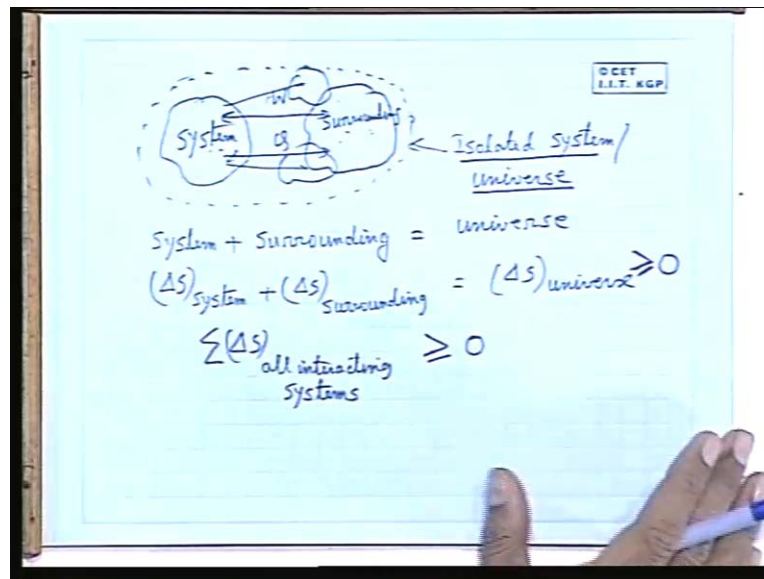 © CET
I.I.T. KGP
W
System
Surrounding
Q
Isolated system/
universe
System + Surrounding = universe
(ΔS)system + (ΔS)surrounding = (ΔS)universe ≥ 0
Σ(ΔS)all interacting systems ≥ 0